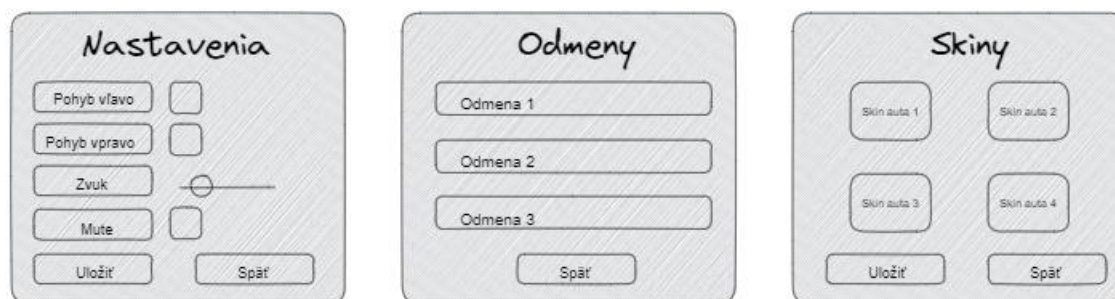 Nastavenia
Pohyb vľavo
Pohyb vpravo
Zvuk
Mute
Uložiť Späť
Odmeny
Odmena 1
Odmena 2
Odmena 3
Späť
Skiny
Skin auta 1 Skin auta 2
Skin auta 3 Skin auta 4
Uložiť Späť